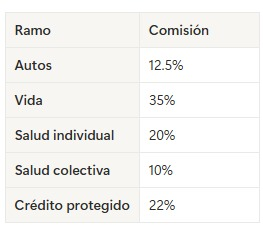 Ramo Comisión
Autos 12.5%
Vida 35%
Salud individual 20%
Salud colectiva 10%
Crédito protegido 22%